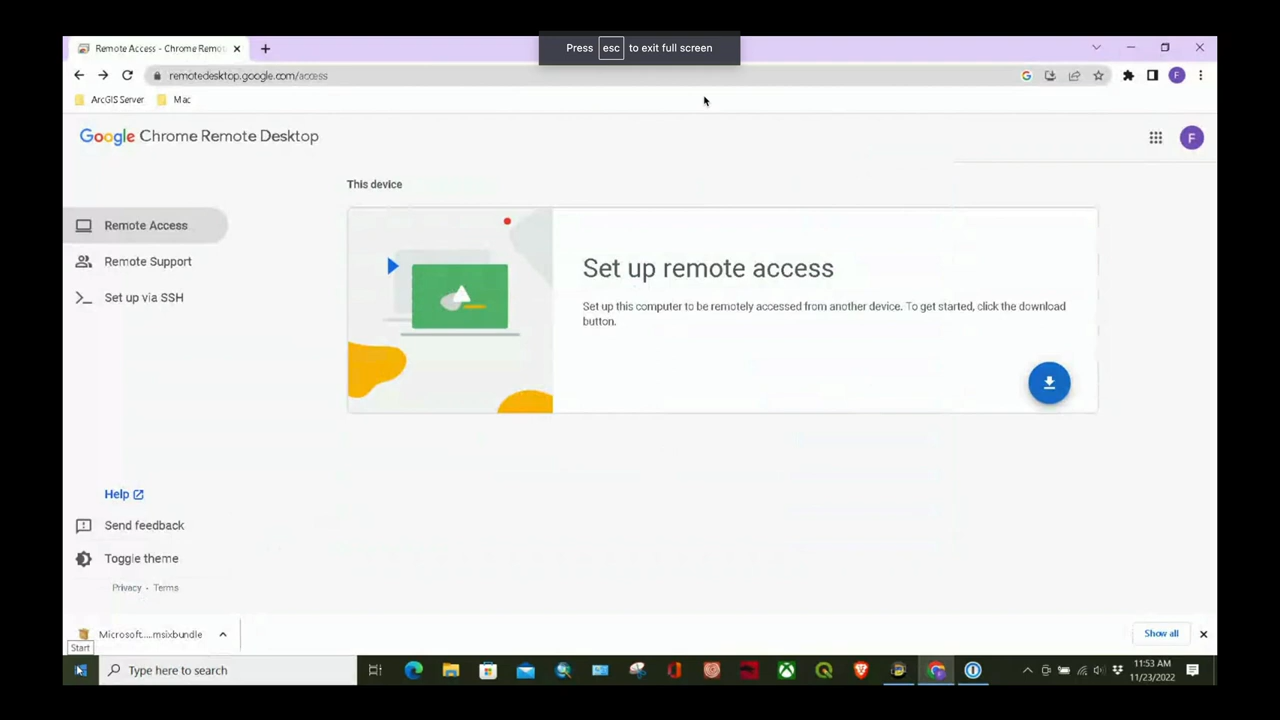 Remote Access - Chrome Remot
Press esc to exit full screen
remotedesktop.google.com/access
F
ArcGIS Server
Mac
Google Chrome Remote Desktop
F
This device
Remote Access
Remote Support
Set up via SSH
Set up remote access
Set up this computer to be remotely accessed from another device. To get started, click the download
button.
Help
Send feedback
Toggle theme
Privacy - Terms
Microsoft....msixbundle
Show all
Start
Type here to search
11:53 AM
11/23/2022